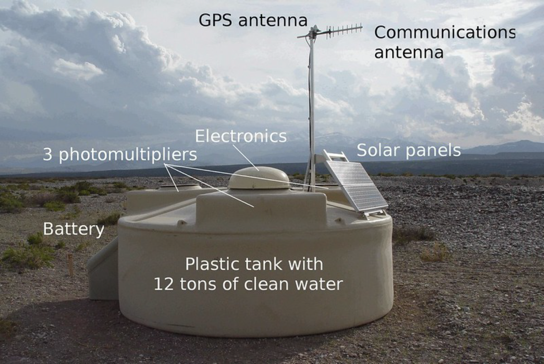 GPS antenna
Communications
antenna
Electronics
3 photomultipliers
Solar panels
Battery
Plastic tank with
12 tons of clean water